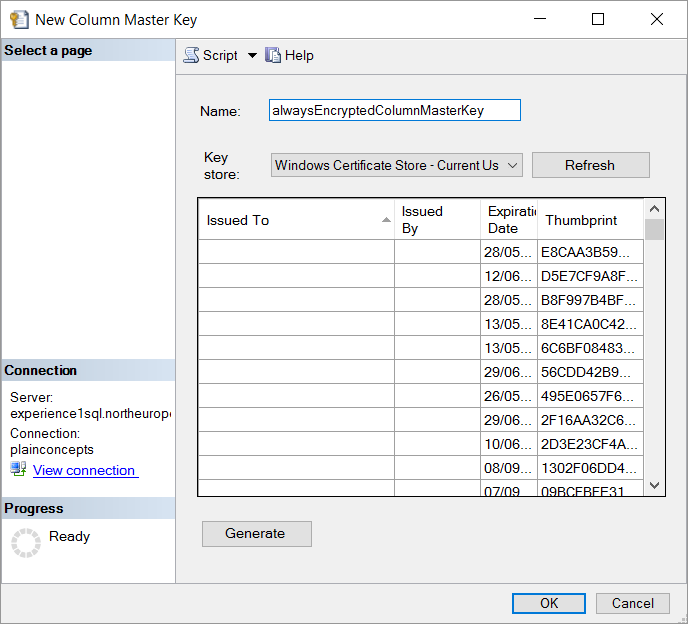 New Column Master Key
Select a page
Script
Help
Name:
alwaysEncryptedColumnMasterKey
Key
store:
Windows Certificate Store - Current Us
Refresh
Issued To
Issued
By
Expiratio
Date
Thumbprint
28/05... E8CAA3B59...
12/06... D5E7CF9A8F...
28/05... B8F997B4BF...
13/05... 8E41CA0C42...
13/05... 6C6BF08483...
29/06... 56CDD42B9...
26/05... 495E0657F6...
29/06... 2F16AA32C6...
10/06... 2D3E23CF4A...
08/09... 1302F06DD4...
07/09 09BCFBFF31
Generate
Connection
Server:
experience1sql.northeurope
Connection:
plainconcepts
View connection
Progress
Ready
OK
Cancel